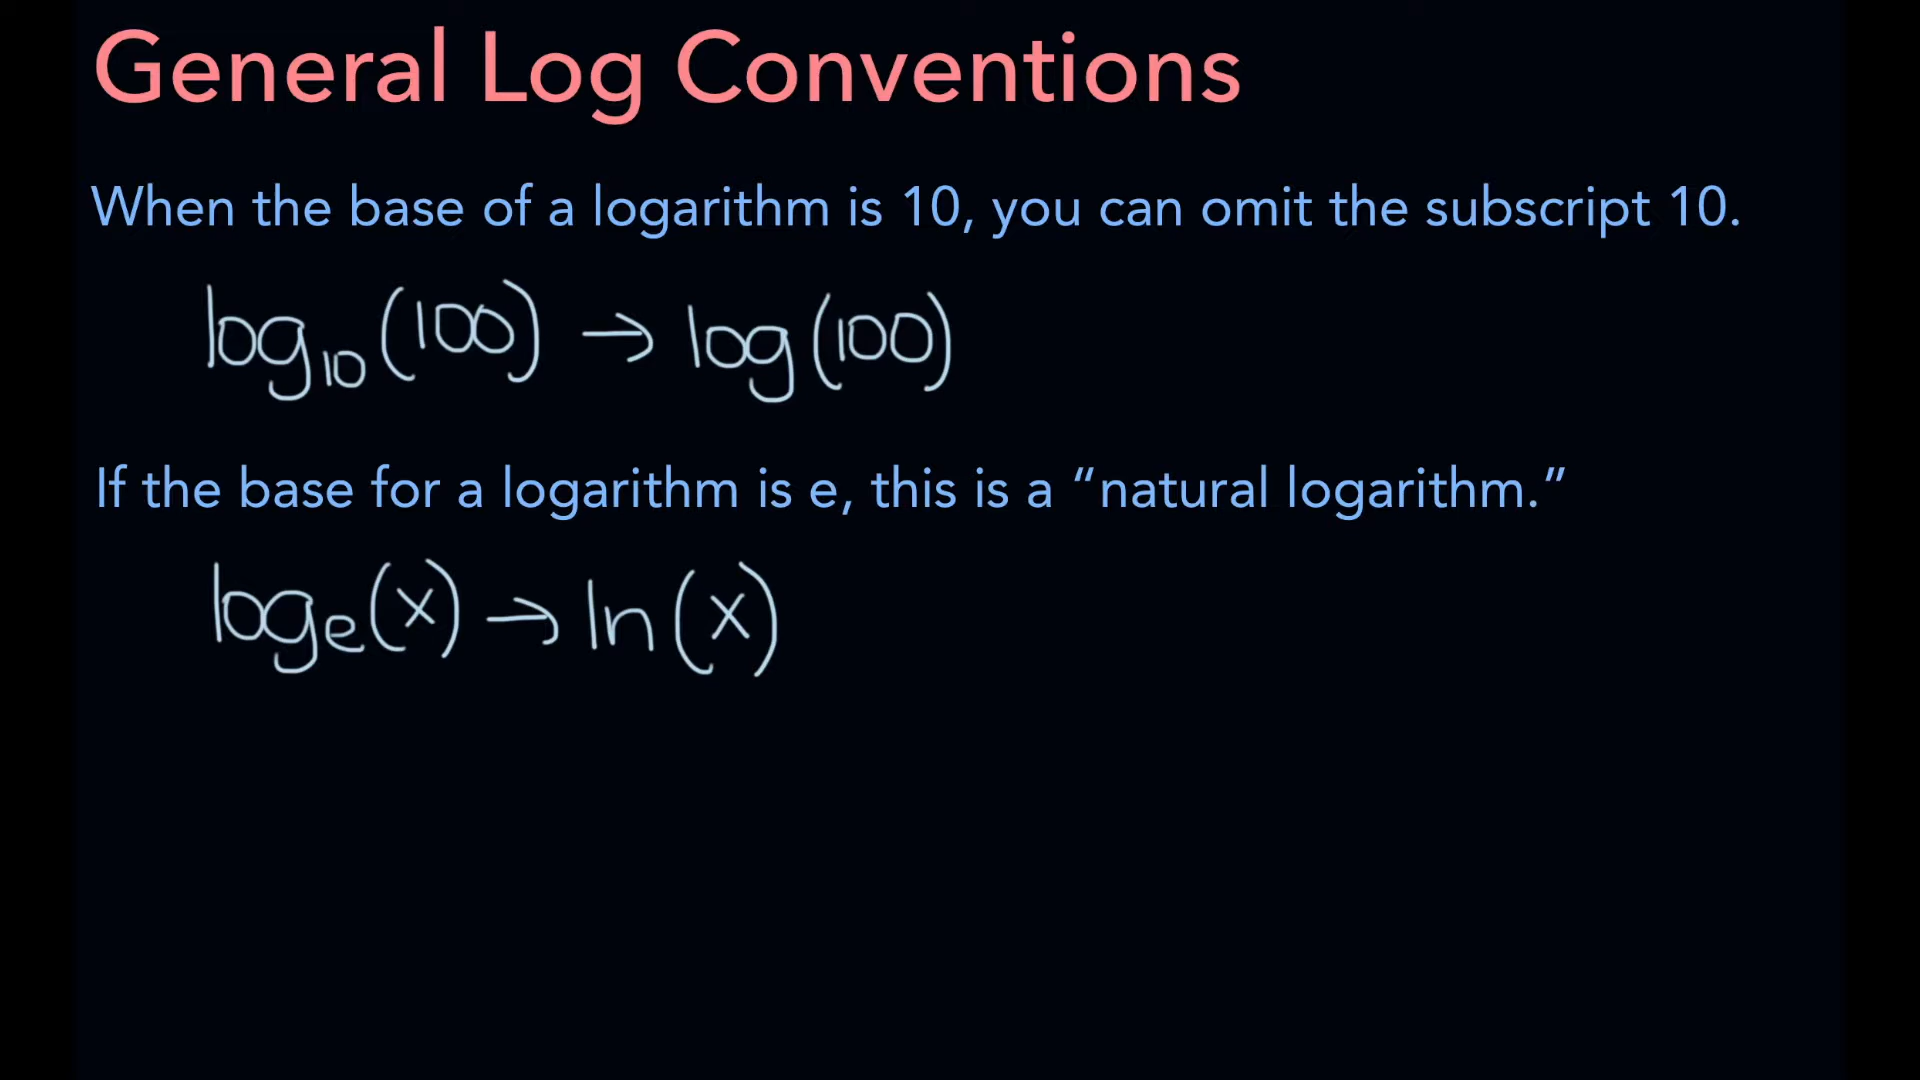 General Log Conventions
When the base of a logarithm is 10, you can omit the subscript 10.
log₁₀(100) → log(100)
If the base for a logarithm is e, this is a “natural logarithm.”
logₑ(x) → ln(x)